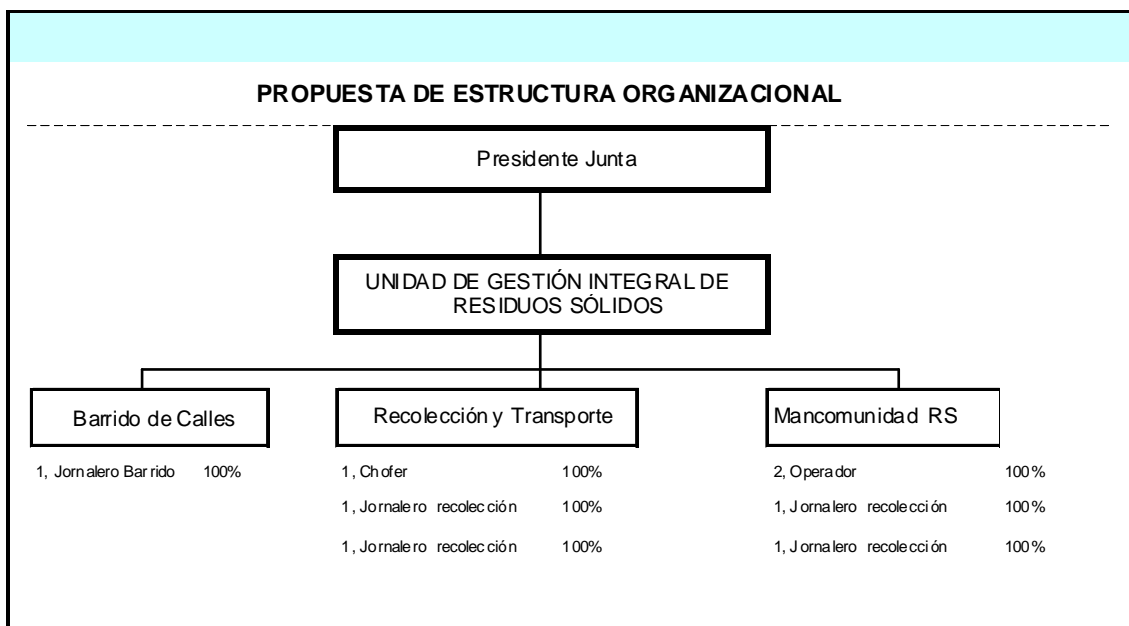 PROPUESTA DE ESTRUCTURA ORGANIZACIONAL
Presidente Junta
UNIDAD DE GESTIÓN INTEGRAL DE
RESIDUOS SÓLIDOS
Barrido de Calles
Recolección y Transporte
Mancomunidad RS
1, Jornalero Barrido 100%
1, Chofer 100%
2, Operador 100%
1, Jornalero recolección 100%
1, Jornalero recolección 100%
1, Jornalero recolección 100%
1, Jornalero recolección 100%